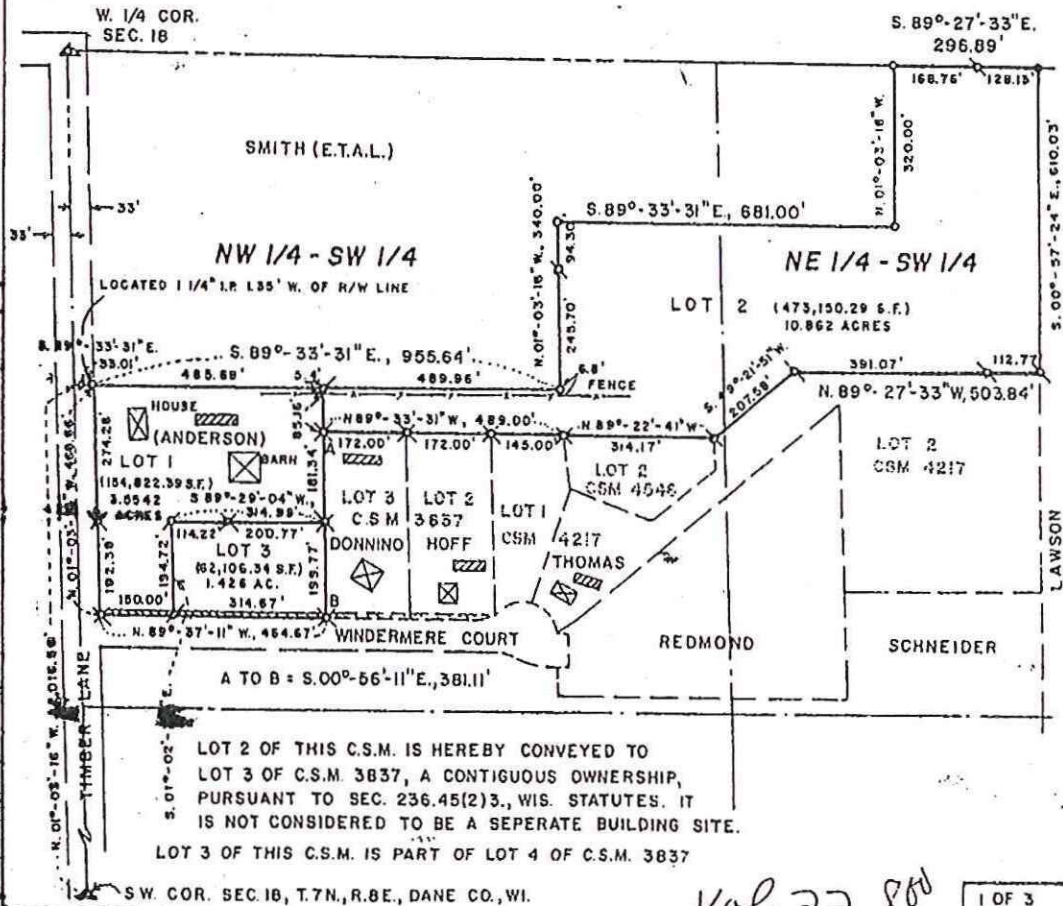 W. 1/4 COR.
SEC. 18
S. 89°-27'-33"E.
296.89'
168.76'
128.13'
SMITH (E.T.A.L.)
33'
33'
N. 01°-03'-16" W.
320.00'
S. 00°-57'-24" E., 610.03'
S. 89°-33'-31"E., 681.00'
N. 01°-03'-16" W., 340.00'
94.30'
245.70'
NW 1/4 - SW 1/4
NE 1/4 - SW 1/4
LOCATED 1 1/4" I.P. 1.35' W. OF R/W LINE
LOT 2 (473,150.29 S.F.)
10.862 ACRES
33'-31"E.
33.01'
S. 89°-33'-31"E., 955.64'
485.68'
5.4'
469.96'
6.8'
FENCE
S. 49°-21'-51" W.
207.58'
391.07'
112.77'
N. 89°-27'-33"W, 503.84'
HOUSE
(ANDERSON)
BARN
LOT 1
(154,822.39 S.F.)
3.5542
ACRES
274.28'
85.16'
N 89°-33'-31" W, 489.00'
172.00'
172.00'
145.00'
N 89°-22'-41" W
314.17'
A
181.34'
LOT 2
CSM 4546
LOT 2
CSM 4217
S 89°-29'-04" W.,
314.99'
114.22'
200.77'
LOT 3
C.S.M
DONNINO
LOT 2
3837
HOFF
LOT 1
CSM 4217
THOMAS
192.38'
194.72'
LOT 3
(62,106.34 S.F.)
1.426 AC.
199.77'
150.00'
314.67'
B
N. 89°-37'-11" W., 464.67'
WINDERMERE COURT
REDMOND
SCHNEIDER
LAWSON
A TO B = S.00°-56'-11"E., 381.11'
TIMBER LANE
N. 01°-03'-16" W.
S. 01°-02'
LOT 2 OF THIS C.S.M. IS HEREBY CONVEYED TO
LOT 3 OF C.S.M. 3837, A CONTIGUOUS OWNERSHIP,
PURSUANT TO SEC. 236.45(2)3., WIS. STATUTES. IT
IS NOT CONSIDERED TO BE A SEPERATE BUILDING SITE.
LOT 3 OF THIS C.S.M. IS PART OF LOT 4 OF C.S.M. 3837
SW. COR. SEC. 18, T.7N., R.8E., DANE CO., WI.
1 OF 3